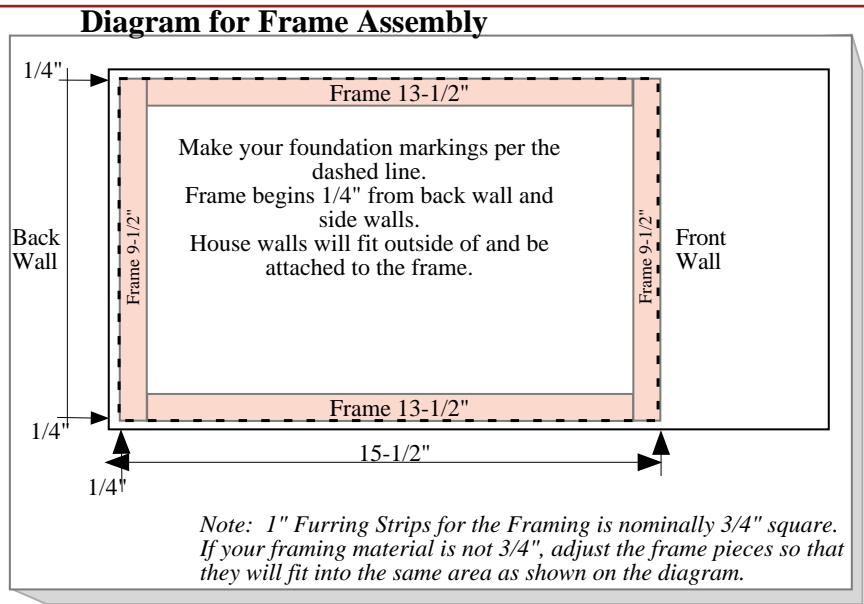 Diagram for Frame Assembly
1/4"
Frame 13-1/2"
Make your foundation markings per the
dashed line.
Frame begins 1/4" from back wall and
side walls.
House walls will fit outside of and be
attached to the frame.
Back
Wall
Frame 9-1/2"
Frame 9-1/2"
Front
Wall
Frame 13-1/2"
1/4"
15-1/2"
1/4"
Note: 1" Furring Strips for the Framing is nominally 3/4" square.
If your framing material is not 3/4", adjust the frame pieces so that
they will fit into the same area as shown on the diagram.